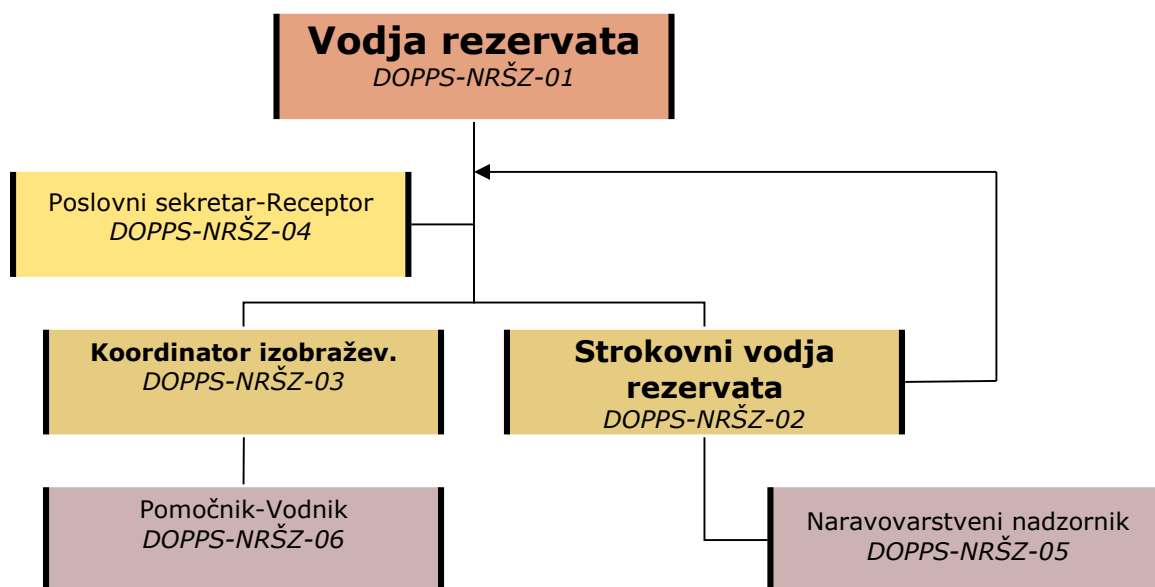 Vodja rezervata
DOPPS-NRŠZ-01
Poslovni sekretar-Receptor
DOPPS-NRŠZ-04
Koordinator izobražev.
DOPPS-NRŠZ-03
Strokovni vodja
rezervata
DOPPS-NRŠZ-02
Pomočnik-Vodnik
DOPPS-NRŠZ-06
Naravovarstveni nadzornik
DOPPS-NRŠZ-05